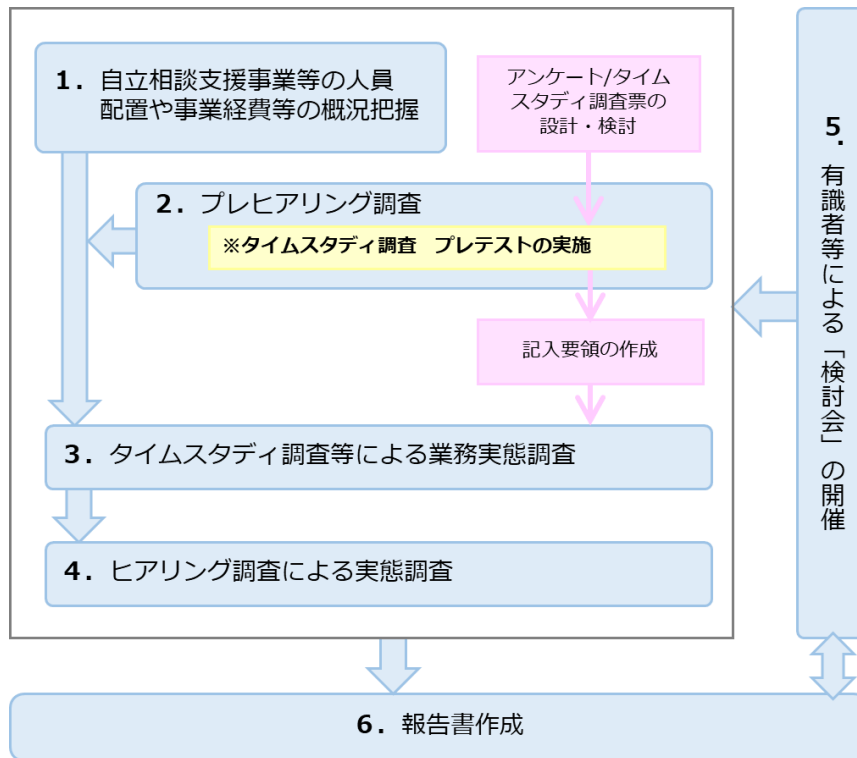 1．自立相談支援事業等の人員
配置や事業経費等の概況把握
アンケート/タイム
スタディ調査票の
設計・検討
2．プレヒアリング調査
※タイムスタディ調査　プレテストの実施
記入要領の作成
3．タイムスタディ調査等による業務実態調査
4．ヒアリング調査による実態調査
5．有識者等による「検討会」の開催
6．報告書作成